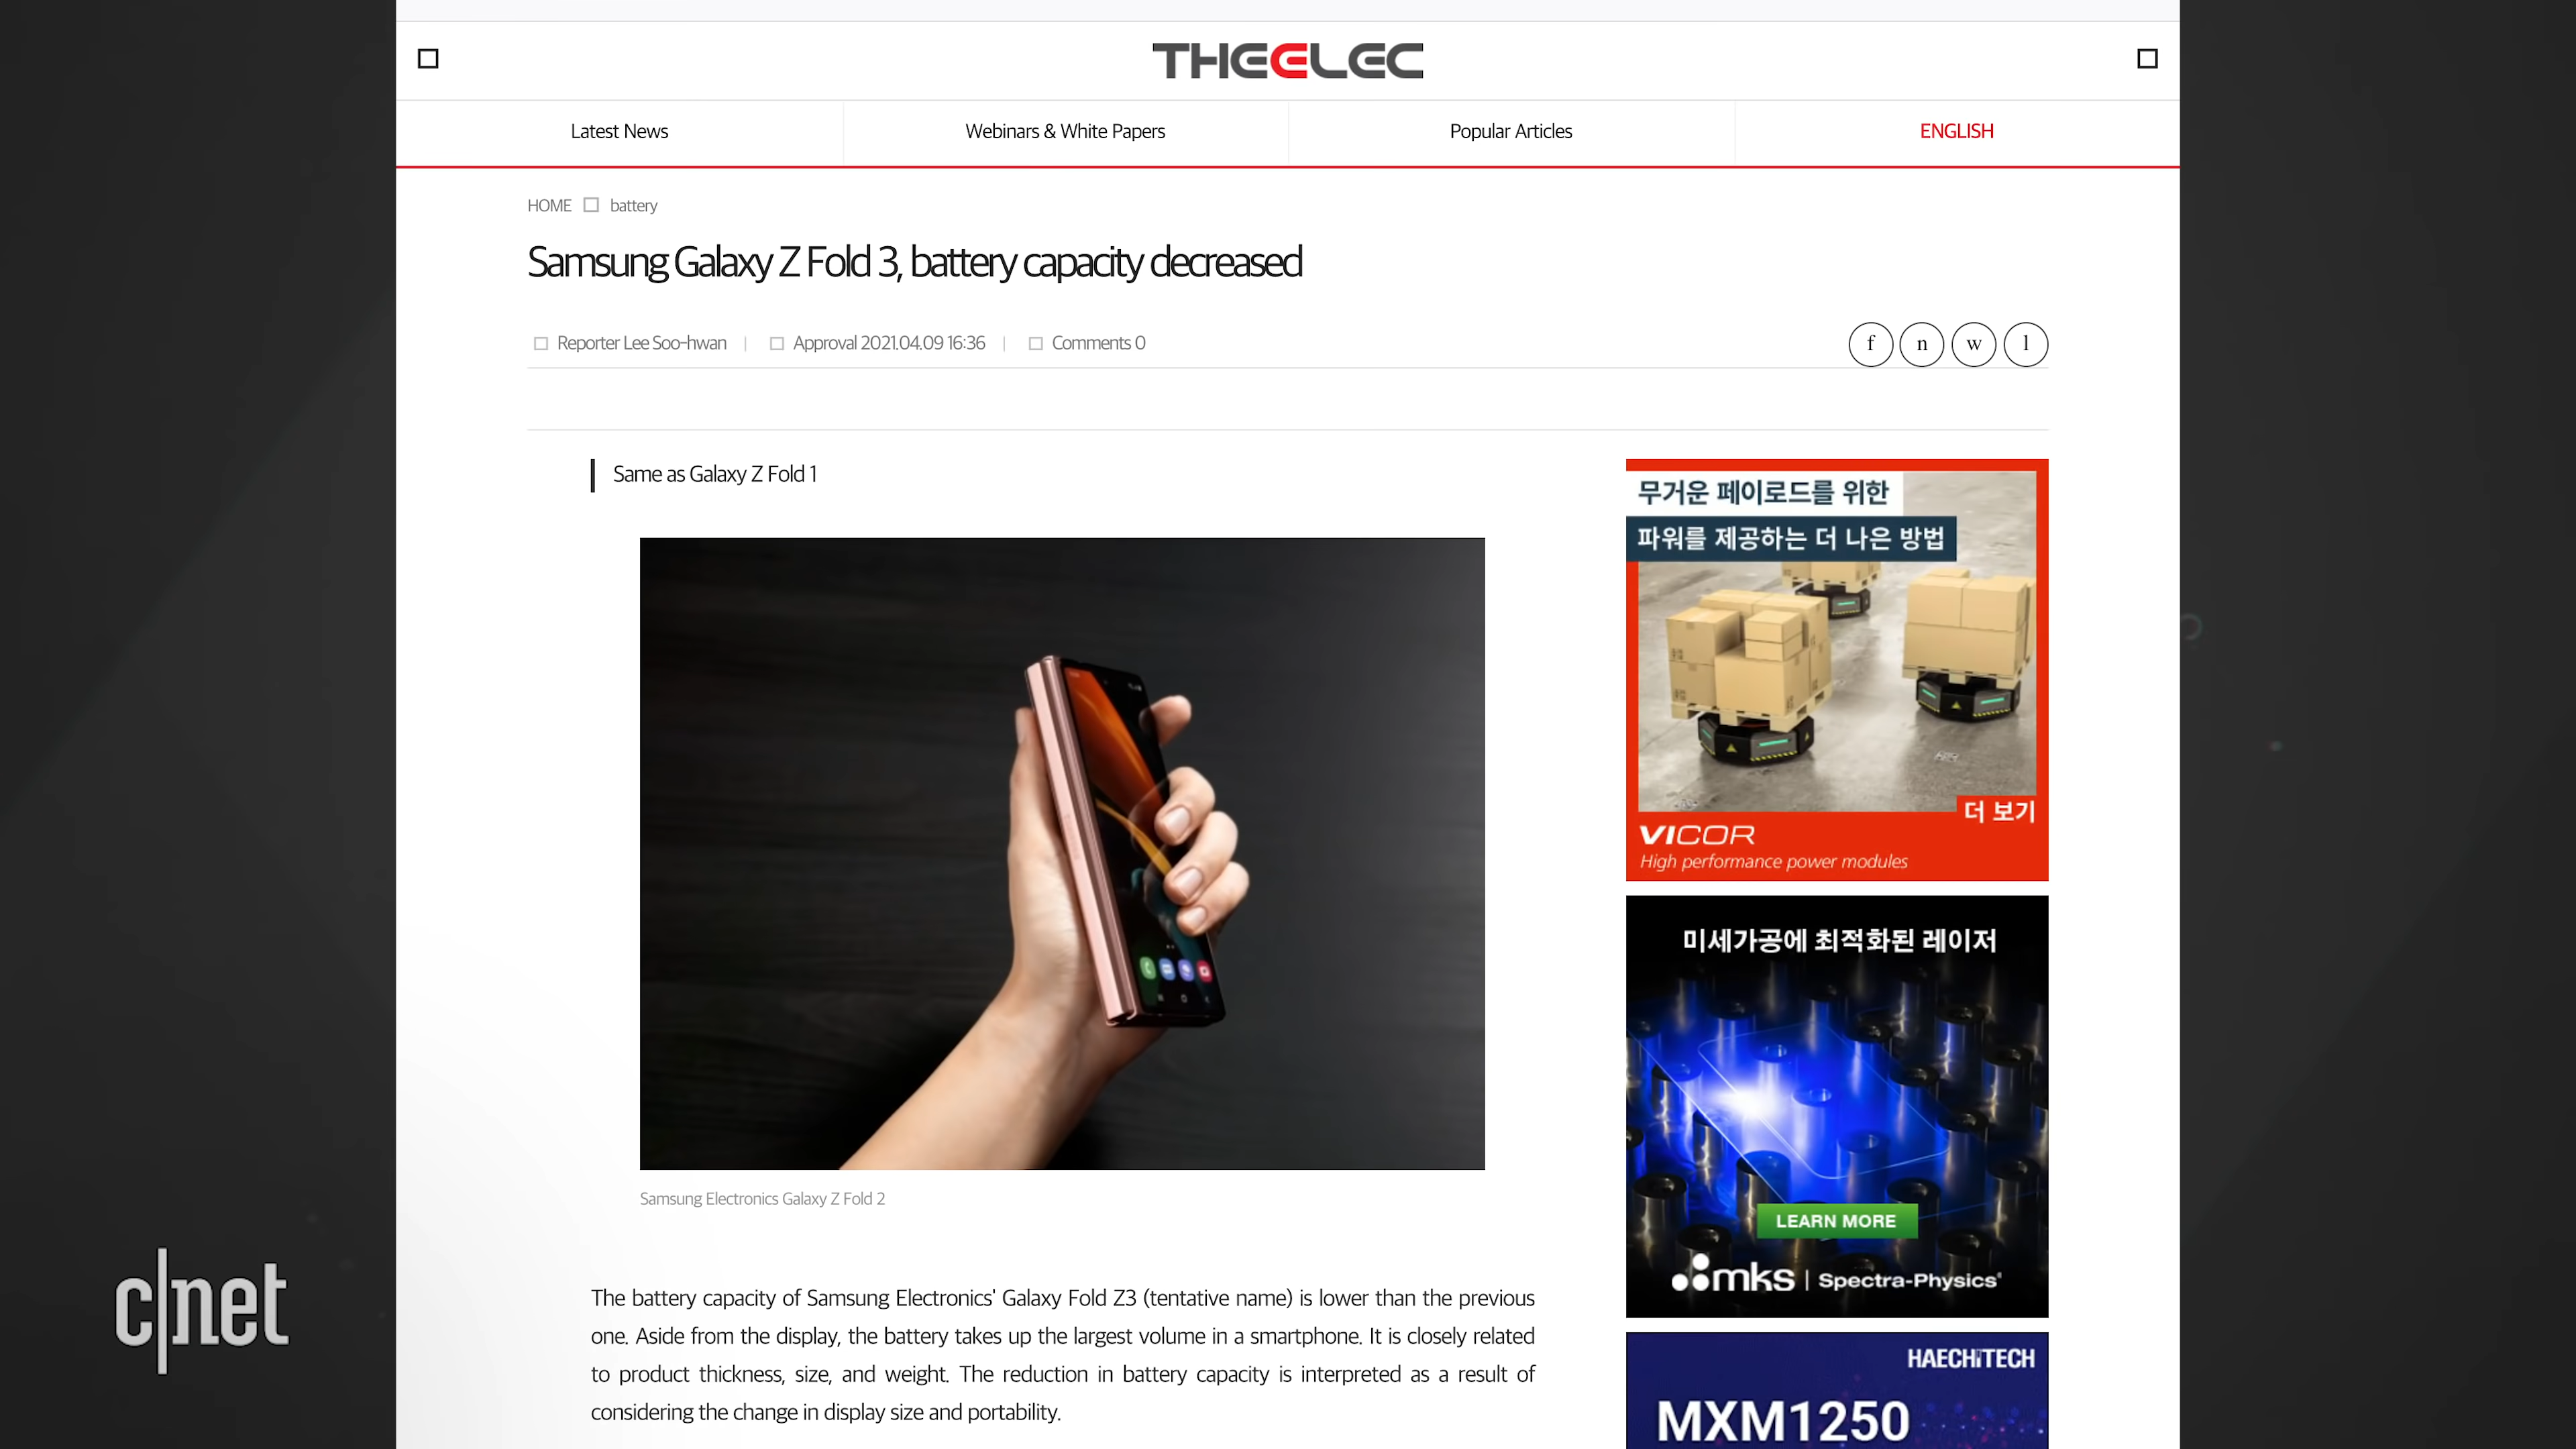 THEELEC
Latest News
Webinars & White Papers
Popular Articles
ENGLISH
HOME battery
Samsung Galaxy Z Fold 3, battery capacity decreased
Reporter Lee Soo-hwan | Approval 2021.04.09 16:36 | Comments 0
f n w l
Same as Galaxy Z Fold 1
Samsung Electronics Galaxy Z Fold 2
The battery capacity of Samsung Electronics' Galaxy Fold Z3 (tentative name) is lower than the previous
one. Aside from the display, the battery takes up the largest volume in a smartphone. It is closely related
to product thickness, size, and weight. The reduction in battery capacity is interpreted as a result of
considering the change in display size and portability.
무거운 페이로드를 위한
파워를 제공하는 더 나은 방법
더 보기
VICOR
High performance power modules
미세가공에 최적화된 레이저
LEARN MORE
mks | Spectra-Physics®
HAECHITECH
MXM1250
c|net